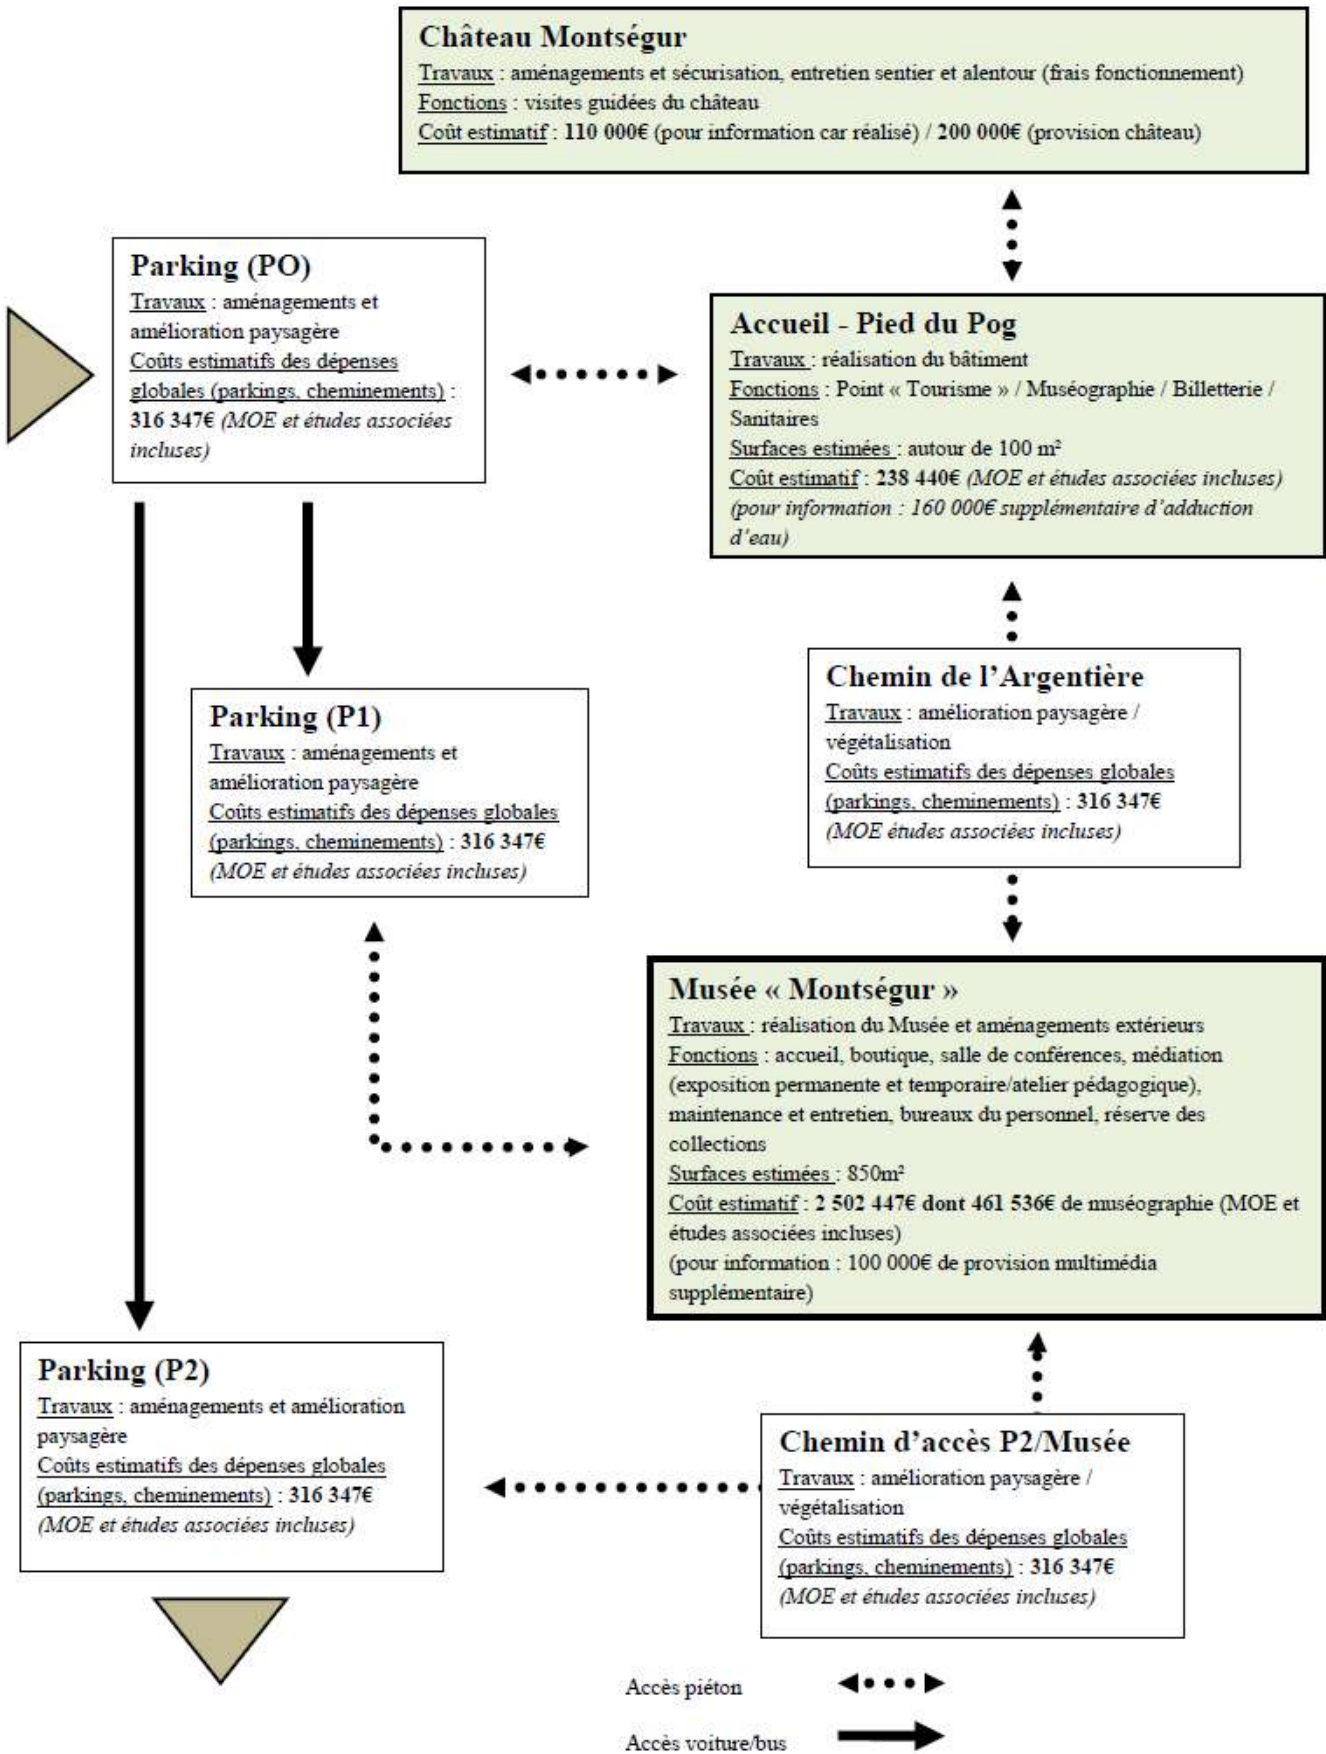 Château Montségur
Travaux : aménagements et sécurisation, entretien sentier et alentour (frais fonctionnement)
Fonctions : visites guidées du château
Coût estimatif : 110 000€ (pour information car réalisé) / 200 000€ (provision château)
Parking (PO)
Travaux : aménagements et
amélioration paysagère
Coûts estimatifs des dépenses
globales (parkings, cheminements) :
316 347€ (MOE et études associées
incluses)
Accueil - Pied du Pog
Travaux : réalisation du bâtiment
Fonctions : Point « Tourisme » / Muséographie / Billetterie /
Sanitaires
Surfaces estimées : autour de 100 m²
Coût estimatif : 238 440€ (MOE et études associées incluses)
(pour information : 160 000€ supplémentaire d’adduction
d’eau)
Parking (P1)
Travaux : aménagements et
amélioration paysagère
Coûts estimatifs des dépenses globales
(parkings, cheminements) : 316 347€
(MOE et études associées incluses)
Chemin de l’Argentière
Travaux : amélioration paysagère /
végétalisation
Coûts estimatifs des dépenses globales
(parkings, cheminements) : 316 347€
(MOE études associées incluses)
Musée « Montségur »
Travaux : réalisation du Musée et aménagements extérieurs
Fonctions : accueil, boutique, salle de conférences, médiation
(exposition permanente et temporaire/atelier pédagogique),
maintenance et entretien, bureaux du personnel, réserve des
collections
Surfaces estimées : 850m²
Coût estimatif : 2 502 447€ dont 461 536€ de muséographie (MOE et
études associées incluses)
(pour information : 100 000€ de provision multimédia
supplémentaire)
Parking (P2)
Travaux : aménagements et amélioration
paysagère
Coûts estimatifs des dépenses globales
(parkings, cheminements) : 316 347€
(MOE et études associées incluses)
Chemin d’accès P2/Musée
Travaux : amélioration paysagère /
végétalisation
Coûts estimatifs des dépenses globales
(parkings, cheminements) : 316 347€
(MOE et études associées incluses)
Accès piéton
Accès voiture/bus